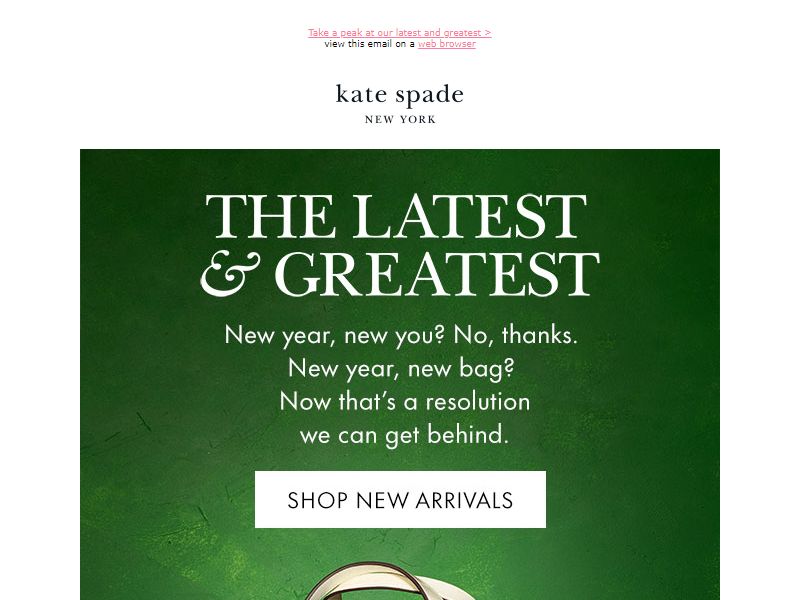 Take a peak at our latest and greatest >
view this email on a web browser
kate spade
NEW YORK
THE LATEST
& GREATEST
New year, new you? No, thanks.
New year, new bag?
Now that's a resolution
we can get behind.
SHOP NEW ARRIVALS